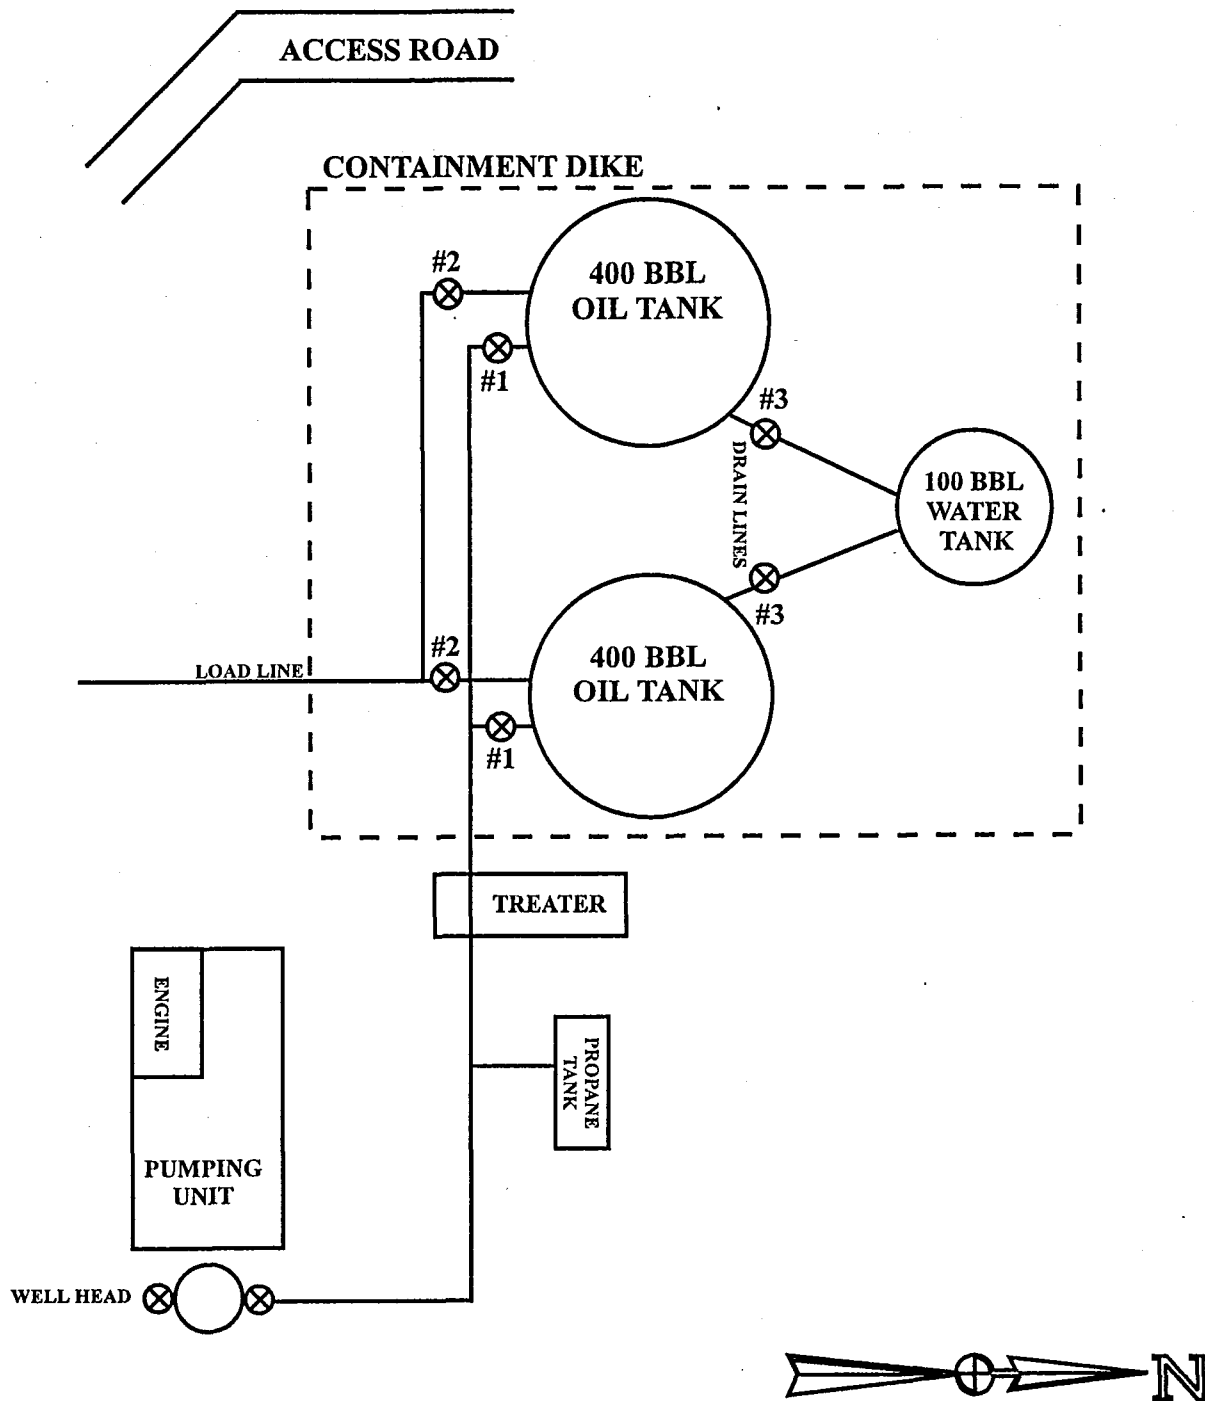 ACCESS ROAD
CONTAINMENT DIKE
#2
400 BBL
OIL TANK
#1
#3
DRAIN LINES
100 BBL
WATER
TANK
#3
#2
LOAD LINE
400 BBL
OIL TANK
#1
TREATER
ENGINE
PROPANE
TANK
PUMPING
UNIT
WELL HEAD
N